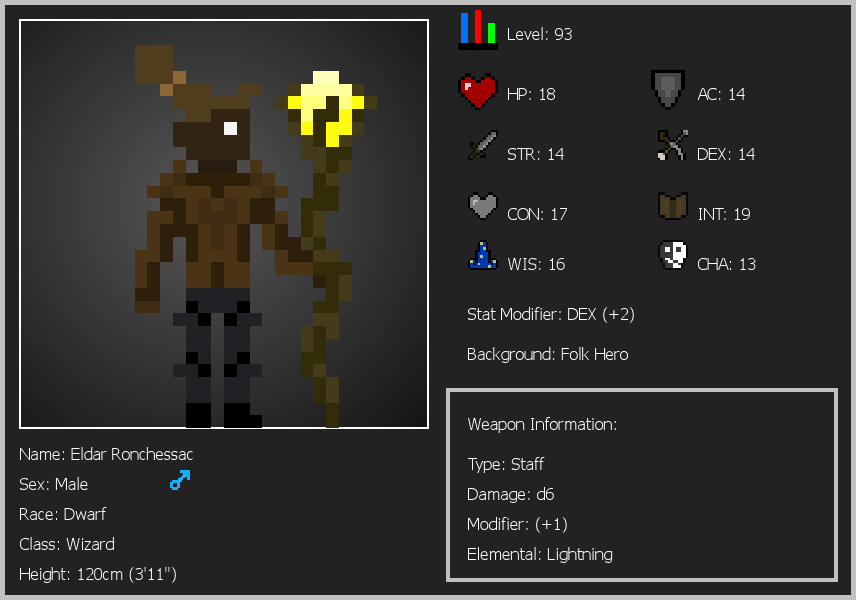 Level: 93
HP: 18
AC: 14
STR: 14
DEX: 14
CON: 17
INT: 19
WIS: 16
CHA: 13
Stat Modifier: DEX (+2)
Background: Folk Hero
Weapon Information:
Type: Staff
Damage: d6
Modifier: (+1)
Elemental: Lightning
Name: Eldar Ronchessac
Sex: Male
Race: Dwarf
Class: Wizard
Height: 120cm (3'11")